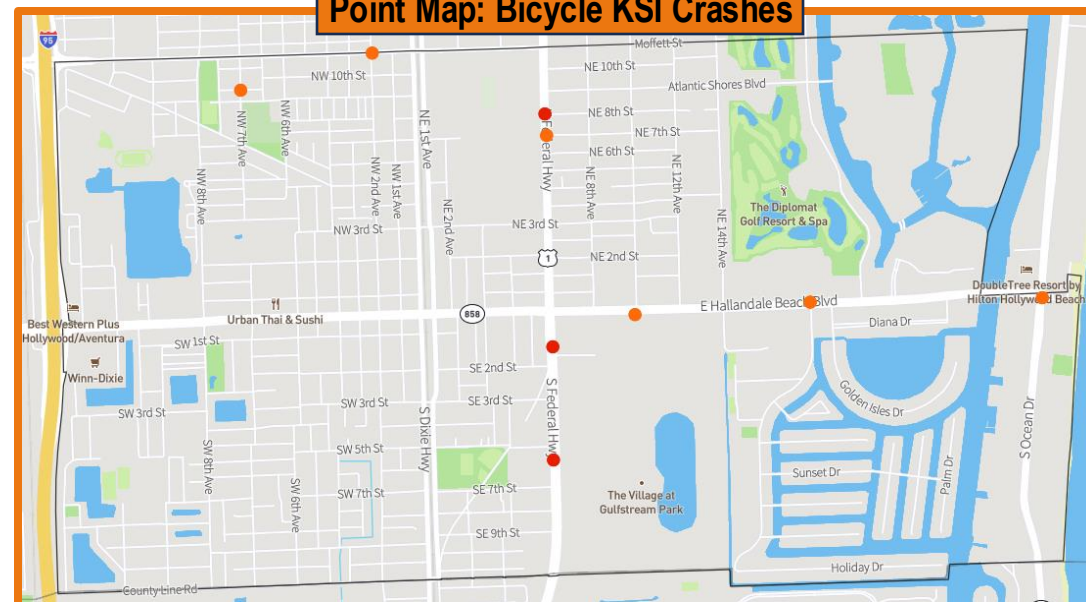 Point Map: Bicycle KSI Crashes
95
Moffett St
NW 10th St
NE 10th St
Atlantic Shores Blvd
NW 7th Ave
NW 6th Ave
NE 1st Ave
Federal Hwy
NE 8th St
NE 7th St
NE 6th St
NW 8th Ave
NW 2nd Ave
NW 1st Ave
NE 2nd Ave
NE 8th Ave
NE 12th Ave
NE 14th Ave
The Diplomat
Golf Resort & Spa
NW 3rd St
NE 3rd St
NE 2nd St
1
DoubleTree Resort by
Hilton Hollywood Beach
E Hallandale Beach Blvd
858
Urban Thai & Sushi
Best Western Plus
Hollywood/Aventura
Diana Dr
SW 1st St
Winn-Dixie
SE 2nd St
SW 3rd St
SW 3rd St
SE 3rd St
S Dixie Hwy
S Federal Hwy
Golden Isles Dr
S Ocean Dr
SW 8th Ave
SW 5th St
Sunset Dr
Palm Dr
SW 6th Ave
SW 7th St
SE 7th St
The Village at
Gulfstream Park
SE 9th St
Holiday Dr
County Line Rd